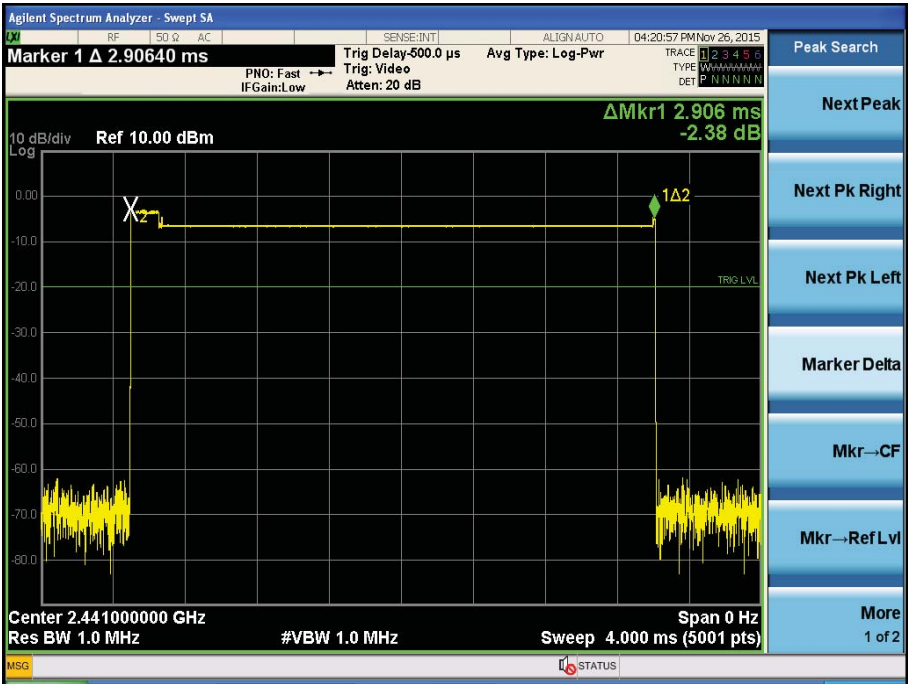 Agilent Spectrum Analyzer - Swept SA
LXI RF 50 Ω AC SENSE:INT ALIGN AUTO 04:20:57 PM Nov 26, 2015
Marker 1 Δ 2.90640 ms
PNO: Fast
IFGain:Low
Trig Delay-500.0 µs
Trig: Video
Atten: 20 dB
Avg Type: Log-Pwr
TRACE 1 2 3 4 5 6
TYPE W
DET P N N N N N
Peak Search
ΔMkr1 2.906 ms
-2.38 dB
10 dB/div Ref 10.00 dBm
Log
0.00
-10.0
-20.0
-30.0
-40.0
-50.0
-60.0
-70.0
-80.0
X2
1Δ2
TRIG LVL
Center 2.441000000 GHz Span 0 Hz
Res BW 1.0 MHz #VBW 1.0 MHz Sweep 4.000 ms (5001 pts)
MSG STATUS
Next Peak
Next Pk Right
Next Pk Left
Marker Delta
Mkr→CF
Mkr→Ref Lvl
More
1 of 2